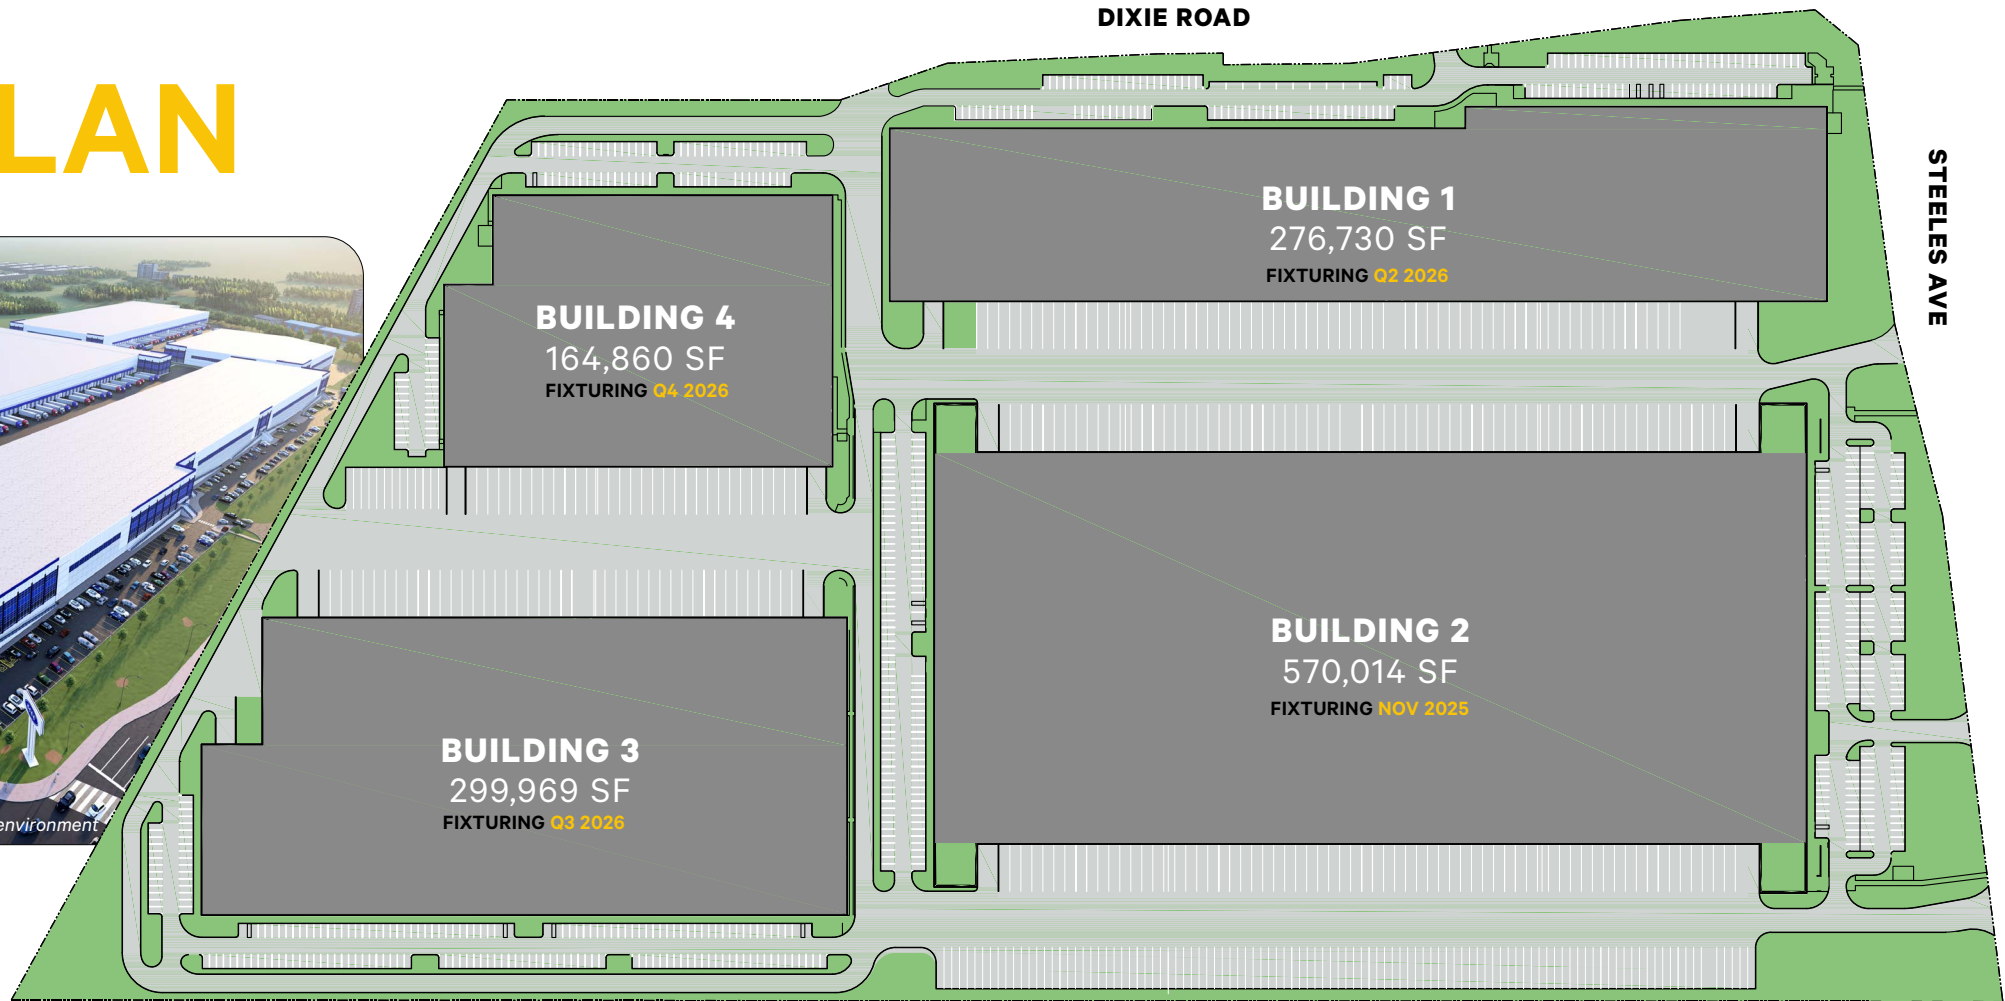 DIXIE ROAD
LAN
STEELES AVE
BUILDING 1
276,730 SF
FIXTURING Q2 2026
BUILDING 4
164,860 SF
FIXTURING Q4 2026
BUILDING 2
570,014 SF
FIXTURING NOV 2025
BUILDING 3
299,969 SF
FIXTURING Q3 2026
environment